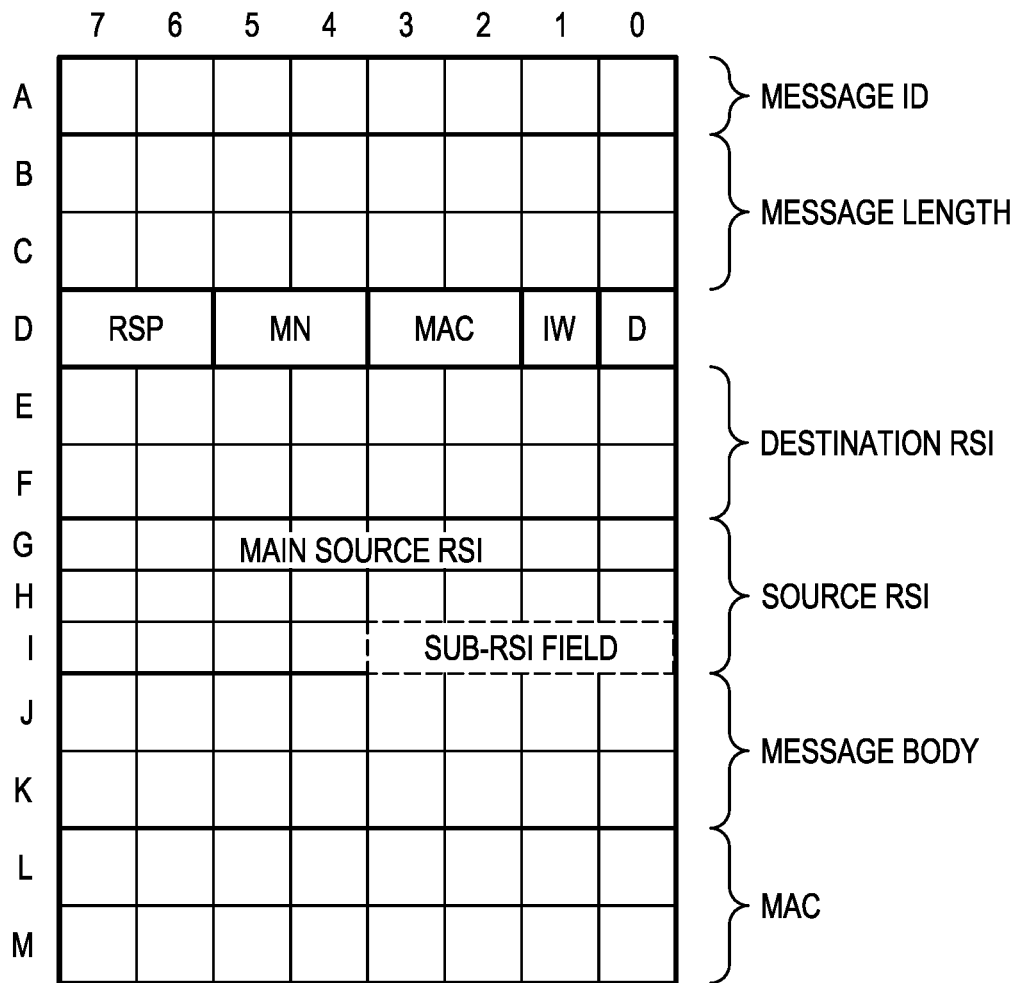 7 6 5 4 3 2 1 0
A MESSAGE ID
B
MESSAGE LENGTH
C
D RSP MN MAC IW D
E
DESTINATION RSI
F
G MAIN SOURCE RSI
H SOURCE RSI
I SUB-RSI FIELD
J
MESSAGE BODY
K
L
MAC
M